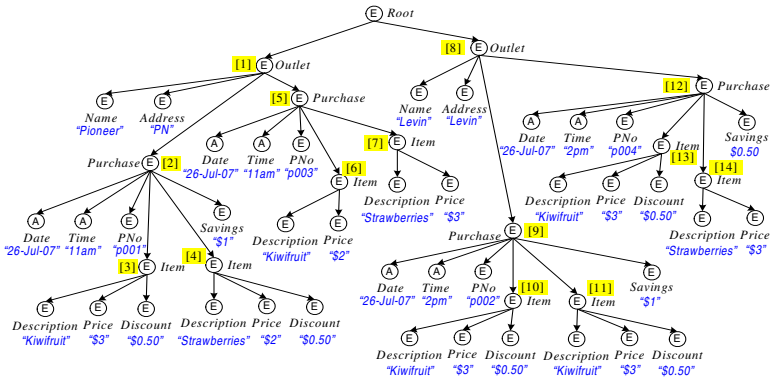 E Root
[1] E Outlet
[8] E Outlet
E E
Name Address
"Pioneer" "PN"
[5] E Purchase
E E
Name Address
"Levin" "Levin"
[12] E Purchase
A A E
Date Time PNo
"26-Jul-07" "11am" "p003"
[7] E Item
A A E E
Date Time PNo Savings
"26-Jul-07" "2pm" "p004" $0.50
Purchase E [2]
[6] E Item
E E
Description Price
"Strawberries" "$3"
E Item
[13]
[14]
E Item
A A E E
Date Time PNo Savings
"26-Jul-07" "11am" "p001" "$1"
E E
Description Price
"Kiwifruit" "$2"
E E E
Description Price Discount
"Kiwifruit" "$3" "$0.50"
E E
Description Price
"Strawberries" "$3"
[3] E Item
[4] E Item
Purchase E [9]
E E E
Description Price Discount
"Kiwifruit" "$3" "$0.50"
E E E
Description Price Discount
"Strawberries" "$2" "$0.50"
A A E E
Date Time PNo Savings
"26-Jul-07" "2pm" "p002" "$1"
[10] E Item
[11] E Item
E E E
Description Price Discount
"Kiwifruit" "$3" "$0.50"
E E E
Description Price Discount
"Kiwifruit" "$3" "$0.50"